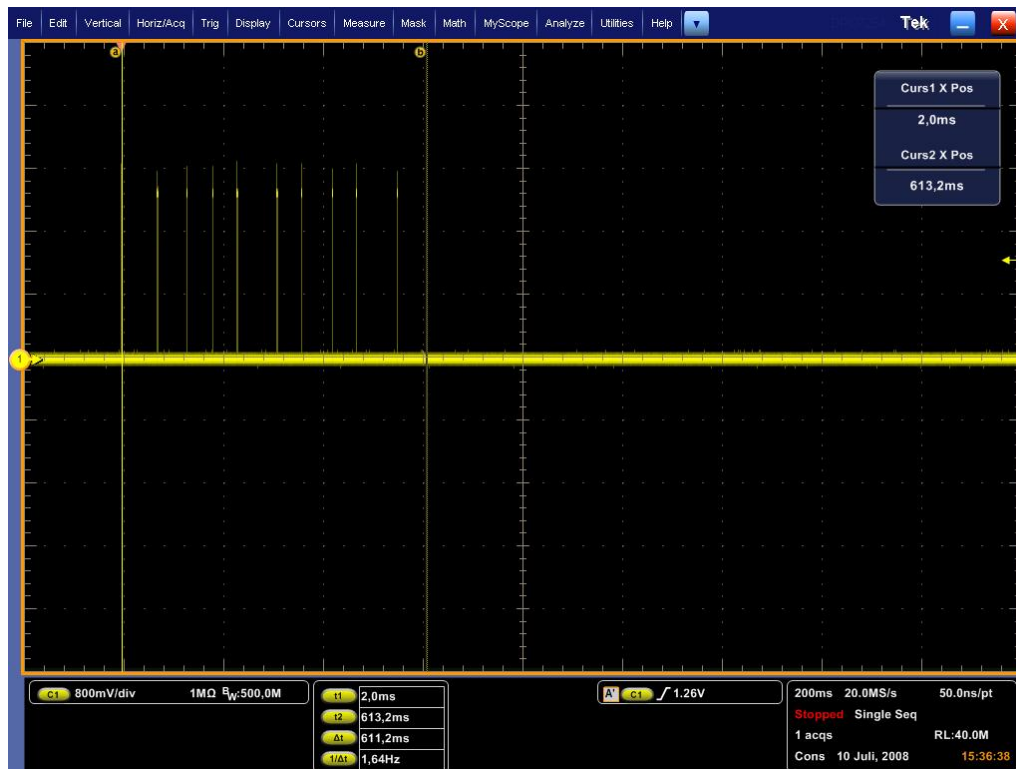 File Edit Vertical Horiz/Acq Trig Display Cursors Measure Mask Math MyScope Analyze Utilities Help Tek X
a b
Curs1 X Pos
2,0ms
Curs2 X Pos
613,2ms
1
C1 800mV/div 1MΩ BW:500,0M
t1 2,0ms
t2 613,2ms
Δt 611,2ms
1/Δt 1,64Hz
A' C1 1.26V
200ms 20.0MS/s 50.0ns/pt
Stopped Single Seq
1 acqs RL:40.0M
Cons 10 Juli, 2008 15:36:38